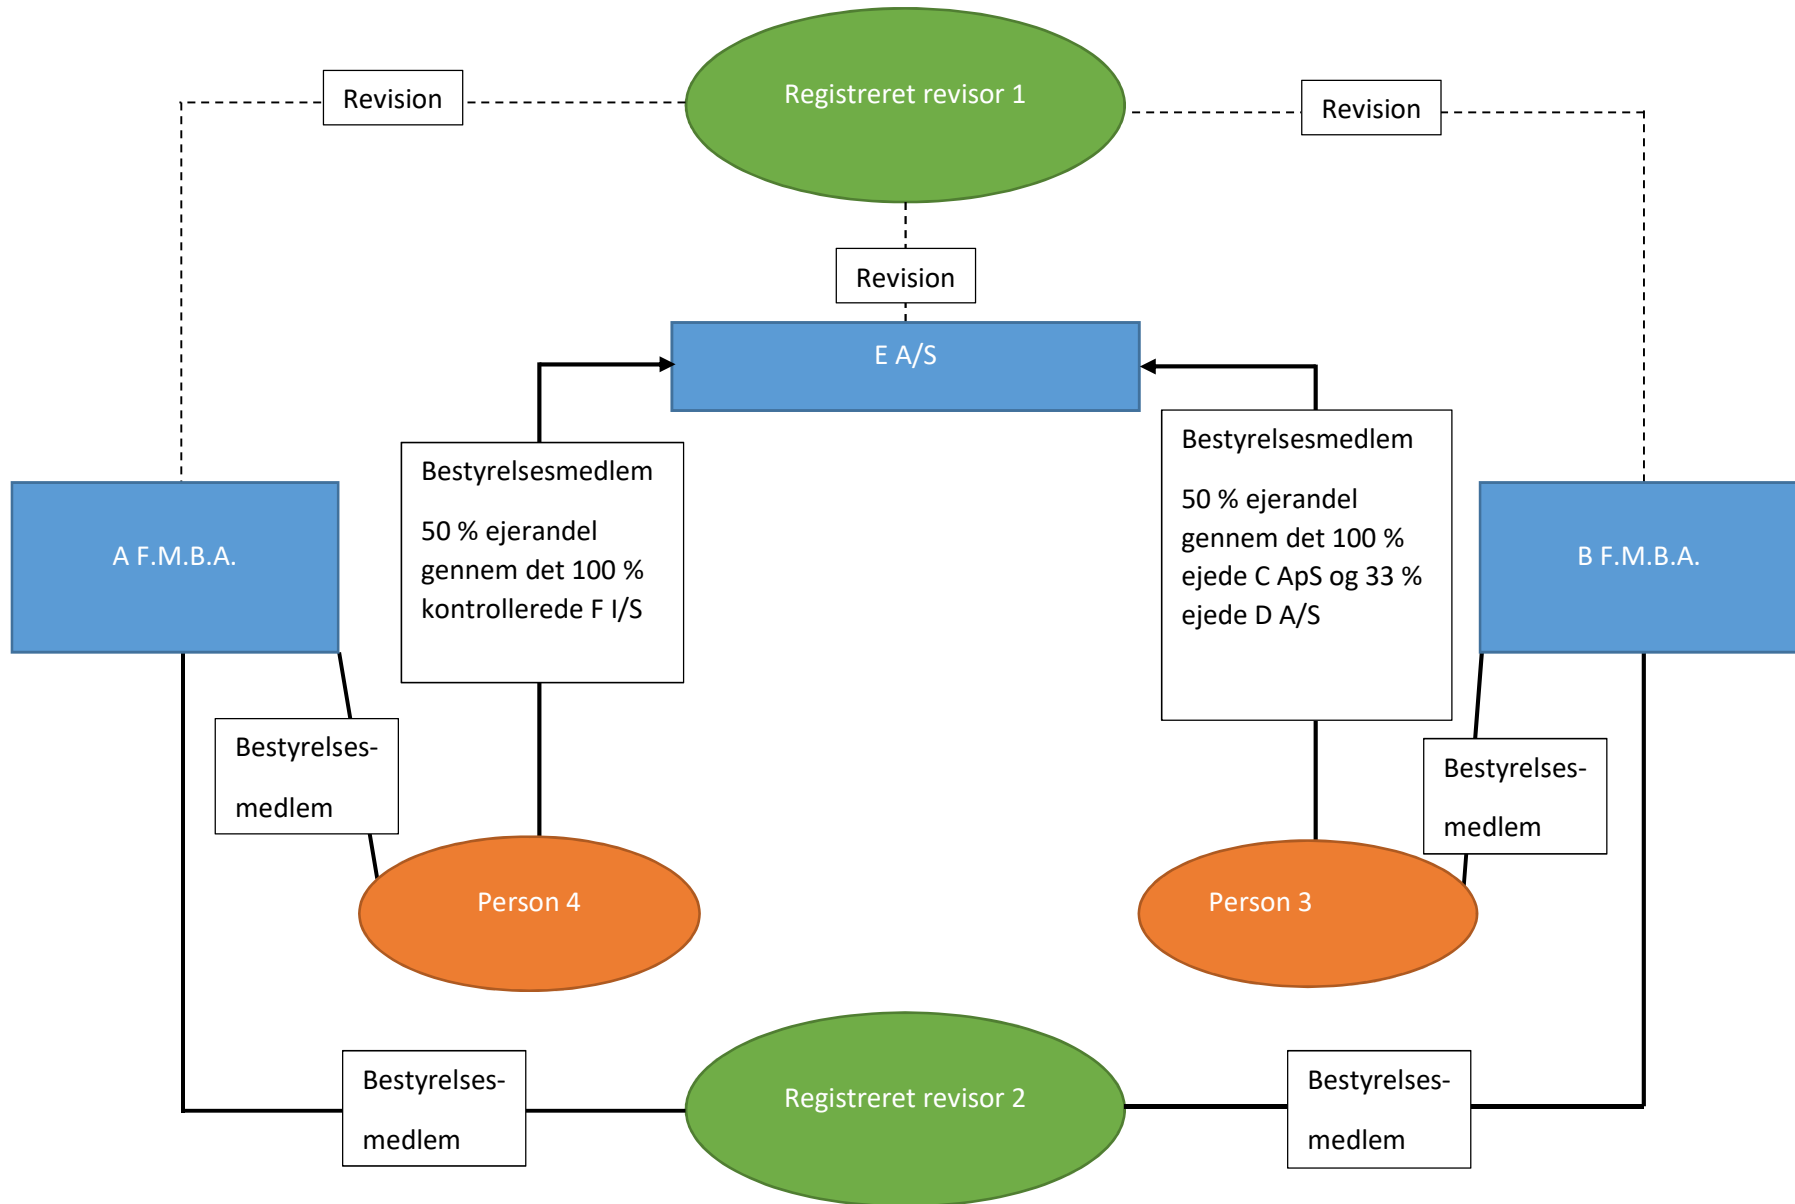 Registreret revisor 1
Revision
Revision
Revision
E A/S
Bestyrelsesmedlem
50 % ejerandel
gennem det 100 %
kontrollerede F I/S
Bestyrelsesmedlem
50 % ejerandel
gennem det 100 %
ejede C ApS og 33 %
ejede D A/S
A F.M.B.A.
B F.M.B.A.
Bestyrelses-
medlem
Bestyrelses-
medlem
Person 4
Person 3
Bestyrelses-
medlem
Registreret revisor 2
Bestyrelses-
medlem